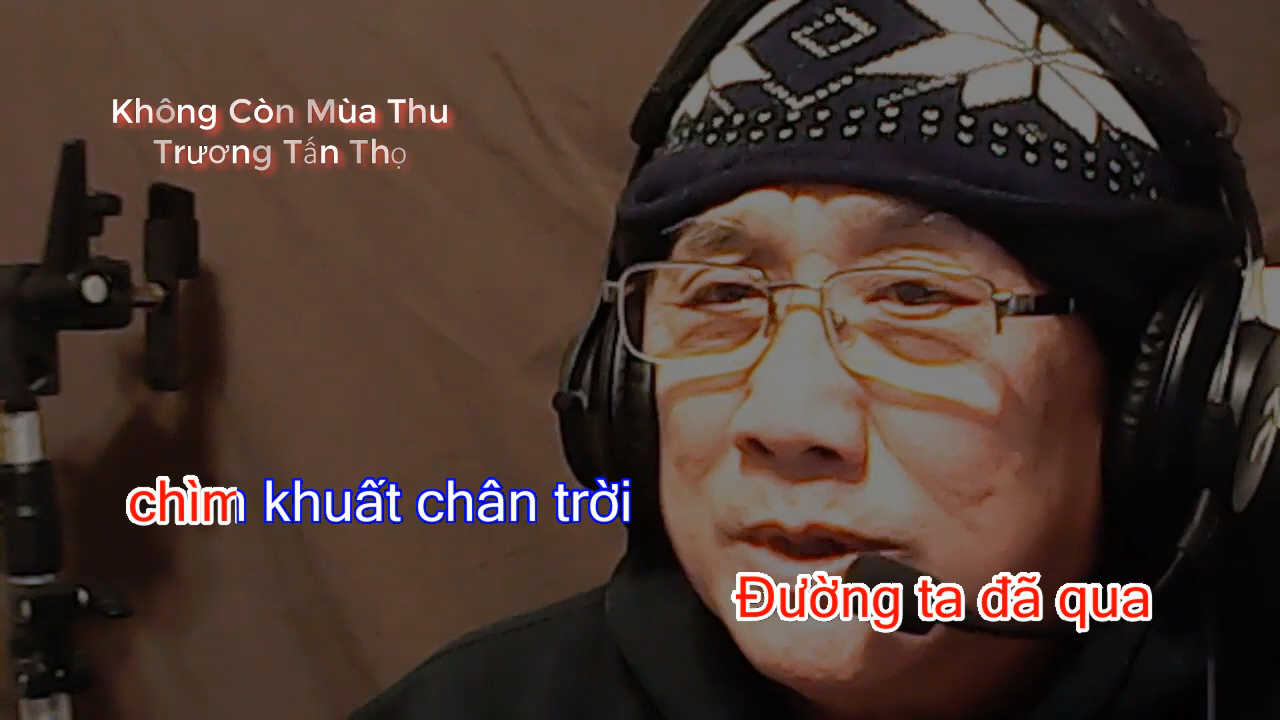 Không Còn Mùa Thu
Trương Tấn Thọ
chìm khuất chân trời
Đường ta đã qua